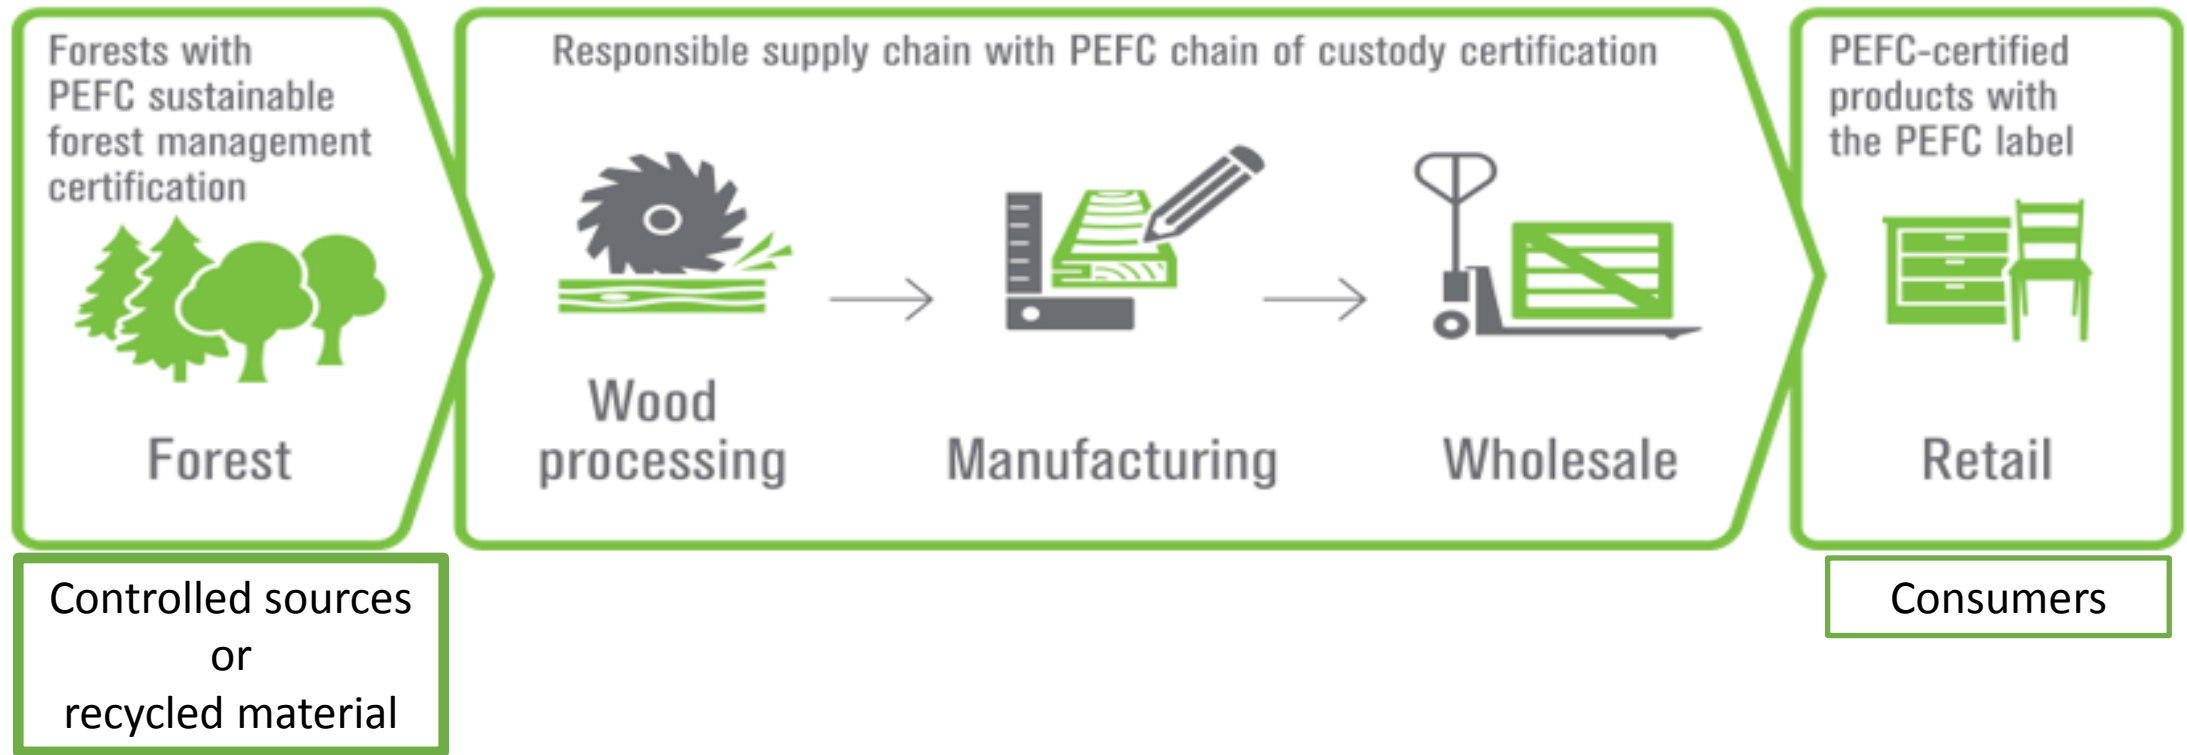 Forests with
PEFC sustainable
forest management
certification
Forest
Responsible supply chain with PEFC chain of custody certification
Wood
processing
Manufacturing
Wholesale
PEFC-certified
products with
the PEFC label
Retail
Controlled sources
or
recycled material
Consumers